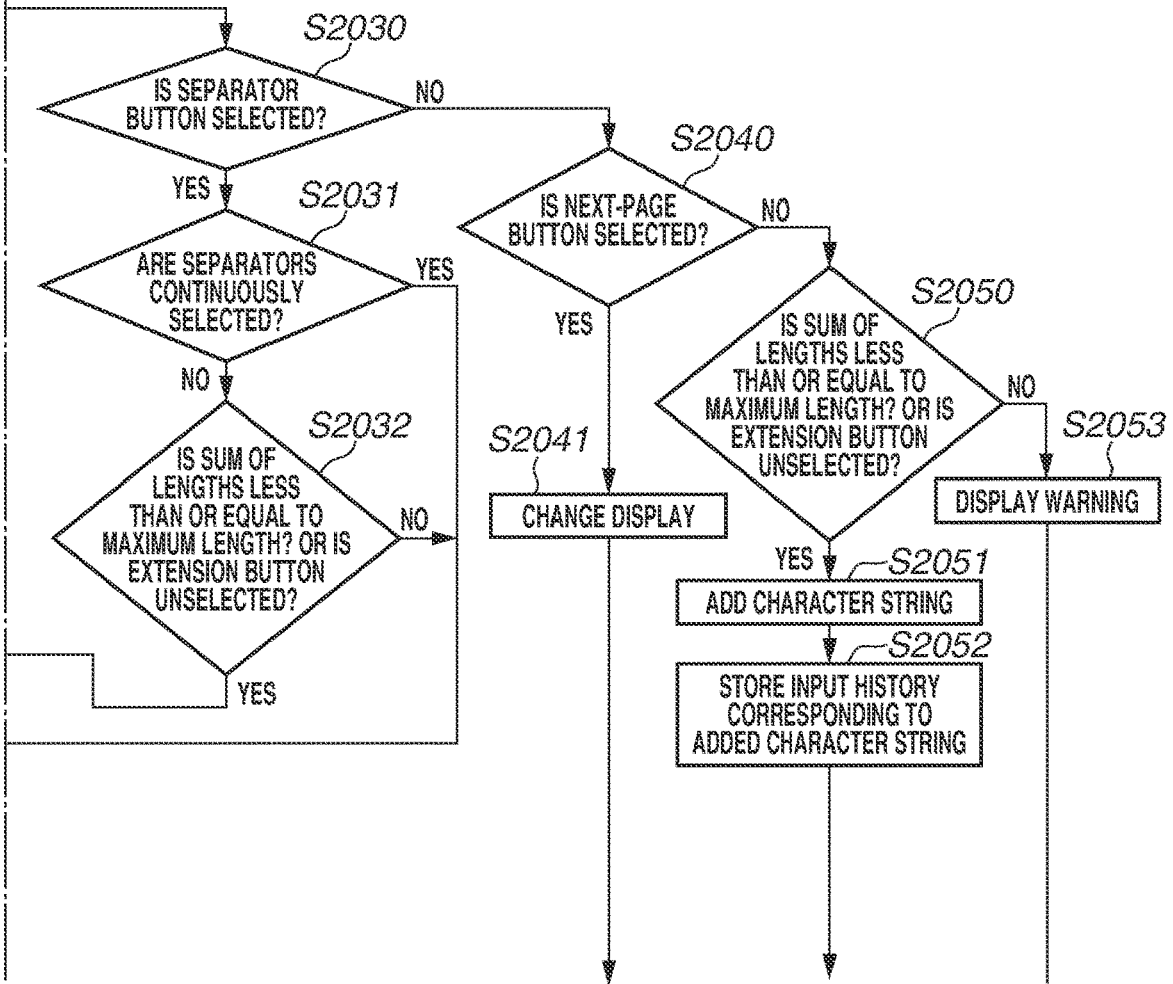 S2030
IS SEPARATOR
BUTTON SELECTED?
NO
YES
S2031
ARE SEPARATORS
CONTINUOUSLY
SELECTED?
YES
NO
S2032
IS SUM OF
LENGTHS LESS
THAN OR EQUAL TO
MAXIMUM LENGTH? OR IS
EXTENSION BUTTON
UNSELECTED?
NO
YES
S2040
IS NEXT-PAGE
BUTTON SELECTED?
NO
YES
S2041
CHANGE DISPLAY
S2050
IS SUM OF
LENGTHS LESS
THAN OR EQUAL TO
MAXIMUM LENGTH? OR IS
EXTENSION BUTTON
UNSELECTED?
NO
YES
S2053
DISPLAY WARNING
S2051
ADD CHARACTER STRING
S2052
STORE INPUT HISTORY
CORRESPONDING TO
ADDED CHARACTER STRING